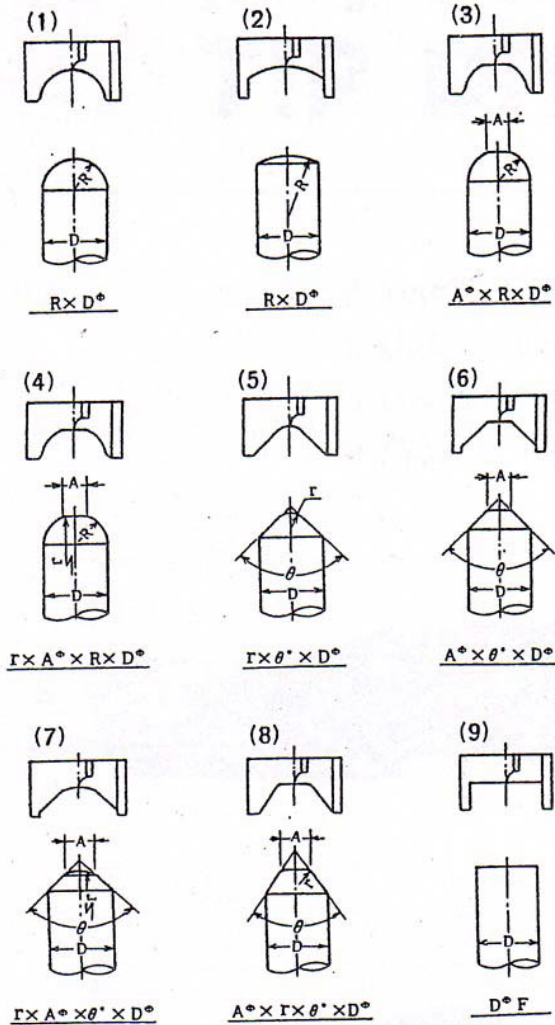 (1) (2) (3)
A
R R R
D D D
R×D^Φ R×D^Φ A^Φ×R×D^Φ
(4) (5) (6)
A r A
r R θ θ
D D D
r×A^Φ×R×D^Φ r×θ°×D^Φ A^Φ×θ°×D^Φ
(7) (8) (9)
A A
r r
θ θ
D D D
r×A^Φ×θ°×D^Φ A^Φ×r×θ°×D^Φ D^Φ F